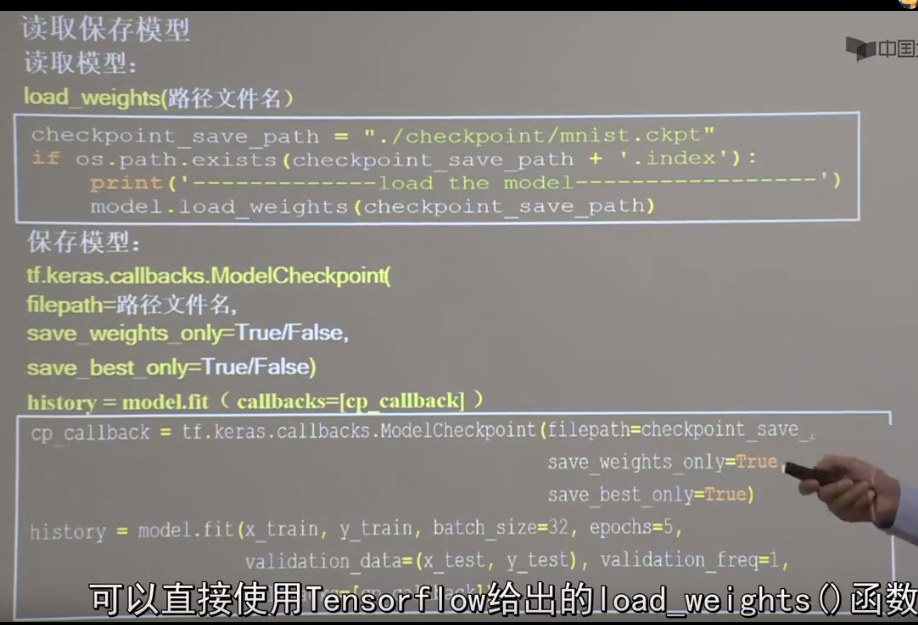 读取保存模型
中国
读取模型：
load_weights(路径文件名）
checkpoint_save_path = "./checkpoint/mnist.ckpt"
if os.path.exists(checkpoint_save_path + '.index'):
print('-------------load the model-----------------')
model.load_weights(checkpoint_save_path)
保存模型：
tf.keras.callbacks.ModelCheckpoint(
filepath=路径文件名,
save_weights_only=True/False,
save_best_only=True/False)
history = model.fit（ callbacks=[cp_callback] ）
cp_callback = tf.keras.callbacks.ModelCheckpoint(filepath=checkpoint_save_
save_weights_only=True,
save_best_only=True)
history = model.fit(x_train, y_train, batch_size=32, epochs=5,
validation_data=(x_test, y_test), validation_freq=1,
可以直接使用Tensorflow给出的load_weights()函数